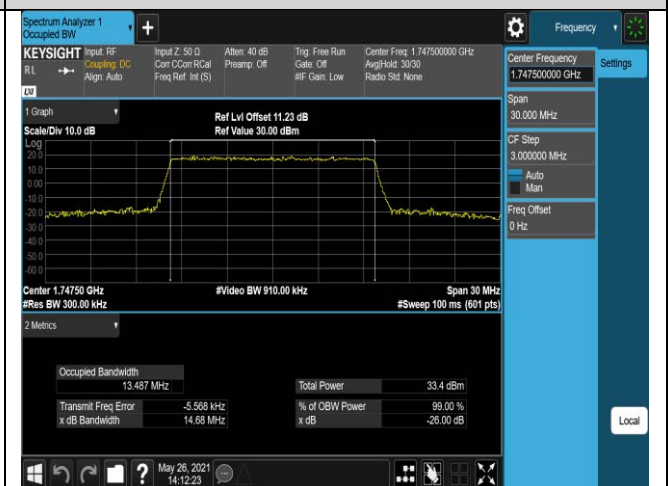 Spectrum Analyzer 1
Occupied BW
+
Frequency
KEYSIGHT
RL
Input: RF
Coupling: DC
Align: Auto
Input Z: 50 Ω
Corr CCorr RCal
Freq Ref: Int (S)
Atten: 40 dB
Preamp: Off
Trig: Free Run
Gate: Off
#IF Gain: Low
Center Freq: 1.747500000 GHz
Avg|Hold: 30/30
Radio Std: None
LXI
1 Graph
Scale/Div 10.0 dB
Ref Lvl Offset 11.23 dB
Ref Value 30.00 dBm
Log
20.0
10.0
0.00
-10.0
-20.0
-30.0
-40.0
-50.0
-60.0
Center 1.74750 GHz
#Video BW 910.00 kHz
Span 30 MHz
#Res BW 300.00 kHz
#Sweep 100 ms (601 pts)
2 Metrics
Occupied Bandwidth
13.487 MHz
Total Power
33.4 dBm
Transmit Freq Error
-5.568 kHz
% of OBW Power
99.00 %
x dB Bandwidth
14.68 MHz
x dB
-26.00 dB
Center Frequency
1.747500000 GHz
Settings
Span
30.000 MHz
CF Step
3.000000 MHz
Auto
Man
Freq Offset
0 Hz
Local
?
May 26, 2021
14:12:23